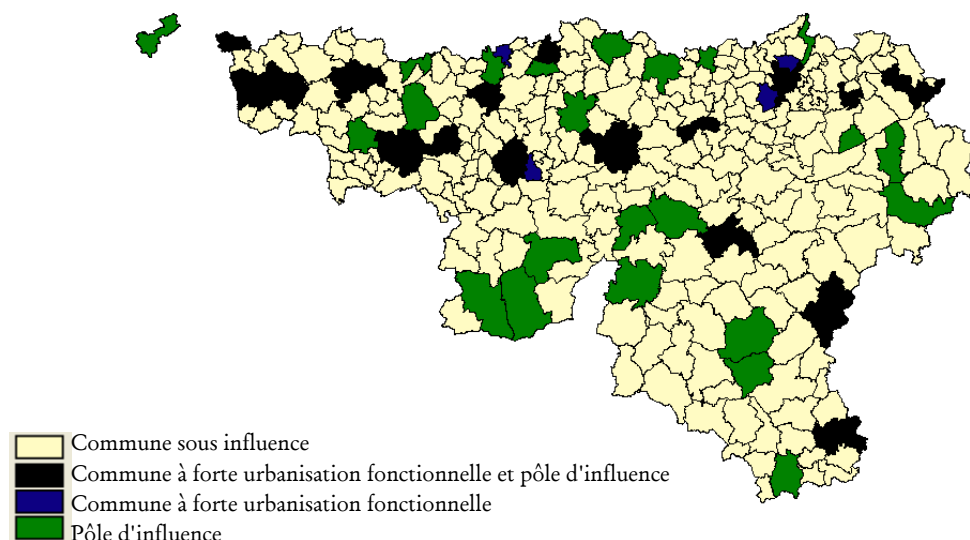 Commune sous influence
Commune à forte urbanisation fonctionnelle et pôle d'influence
Commune à forte urbanisation fonctionnelle
Pôle d'influence